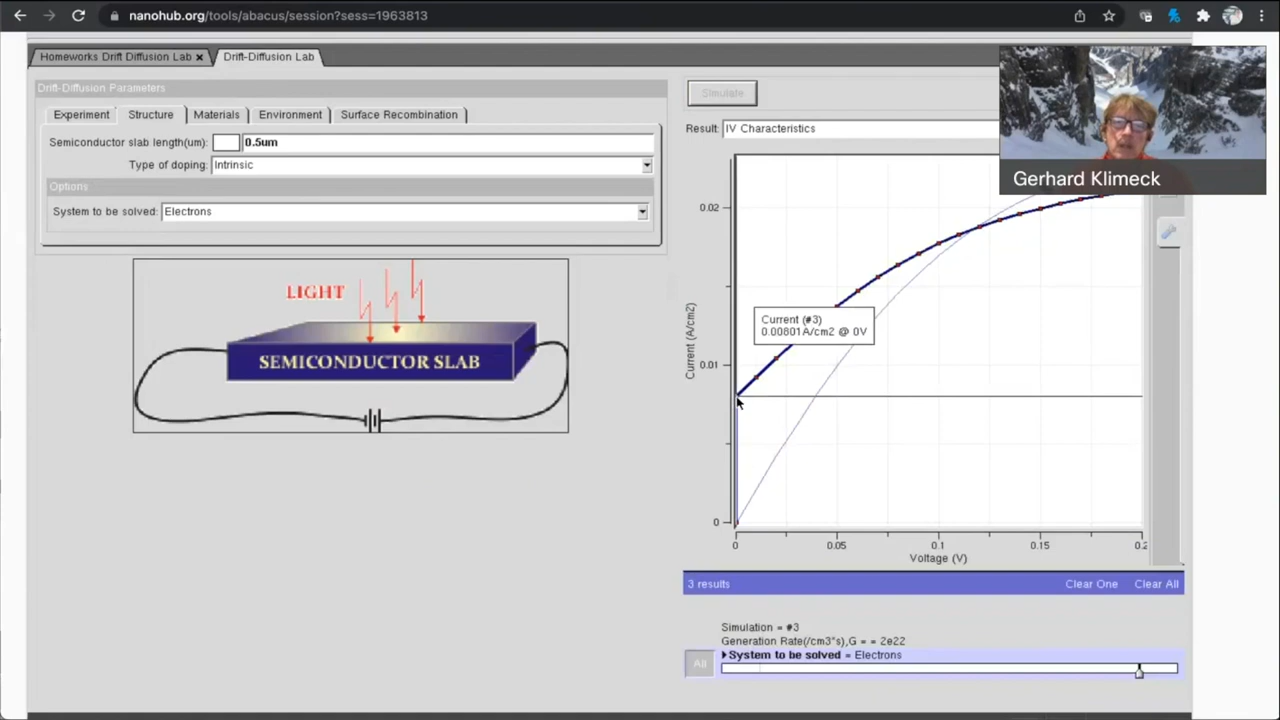 nanohub.org/tools/abacus/session?sess=1963813
Homeworks Drift Diffusion Lab ×
Drift-Diffusion Lab
Drift-Diffusion Parameters
Experiment Structure Materials Environment Surface Recombination
Semiconductor slab length(um): 0.5um
Type of doping: Intrinsic
Options
System to be solved: Electrons
LIGHT
SEMICONDUCTOR SLAB
Simulate
Result: IV Characteristics
Gerhard Klimeck
0.02
Current (#3)
0.00801A/cm2 @ 0V
Current (A/cm2)
0.01
0
0 0.05 0.1 0.15 0.2
Voltage (V)
3 results Clear One Clear All
Simulation = #3
Generation Rate(/cm3*s),G = = 2e22
All System to be solved = Electrons